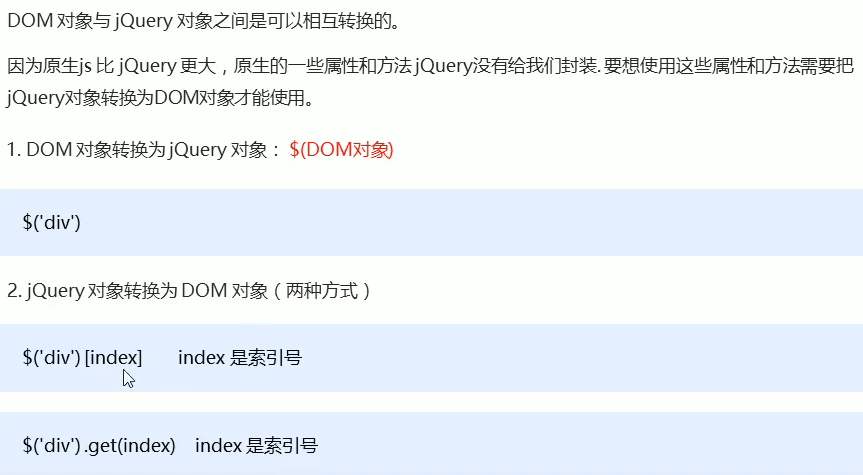 DOM 对象与 jQuery 对象之间是可以相互转换的。
因为原生js 比 jQuery 更大，原生的一些属性和方法 jQuery没有给我们封装. 要想使用这些属性和方法需要把
jQuery对象转换为DOM对象才能使用。
1. DOM 对象转换为 jQuery 对象： $(DOM对象)
$('div')
2. jQuery 对象转换为 DOM 对象（两种方式）
$('div') [index] index 是索引号
$('div') .get(index) index 是索引号